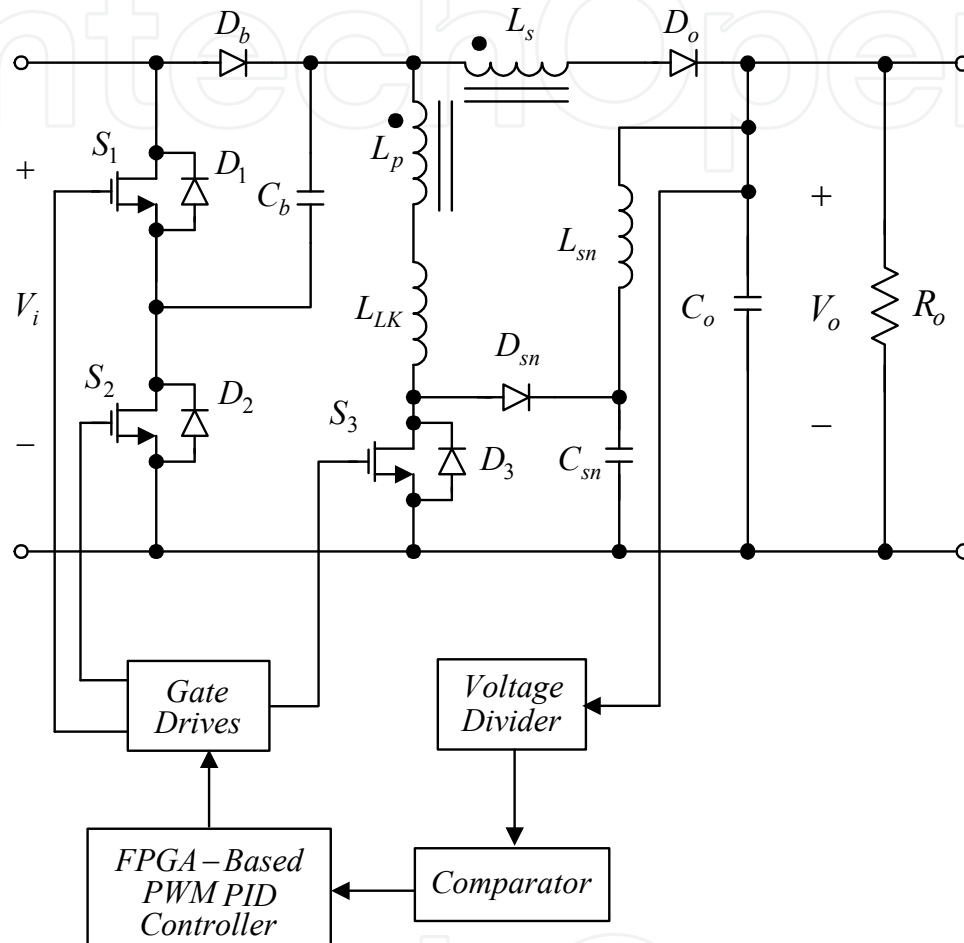 ntechOpen
D_b
L_s
D_o
S_1
D_1
L_p
C_b
L_sn
+
+
V_i
L_LK
C_o
V_o
R_o
D_sn
S_2
D_2
S_3
−
−
D_3
C_sn
Gate
Drives
Voltage
Divider
FPGA−Based
PWM PID
Controller
Comparator